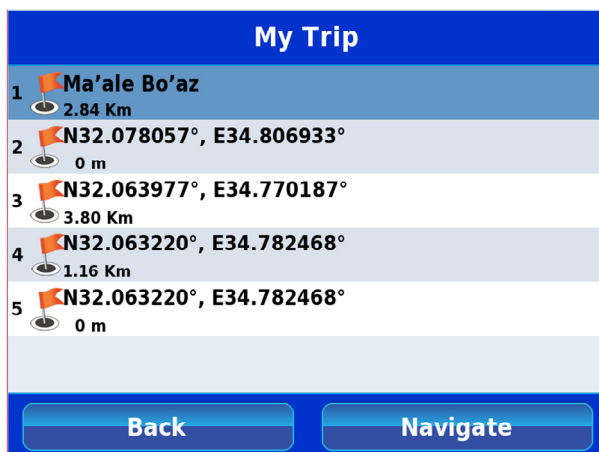 My Trip
1
Ma’ale Bo’az
2.84 Km
2
N32.078057°, E34.806933°
0 m
3
N32.063977°, E34.770187°
3.80 Km
4
N32.063220°, E34.782468°
1.16 Km
5
N32.063220°, E34.782468°
0 m
Back
Navigate